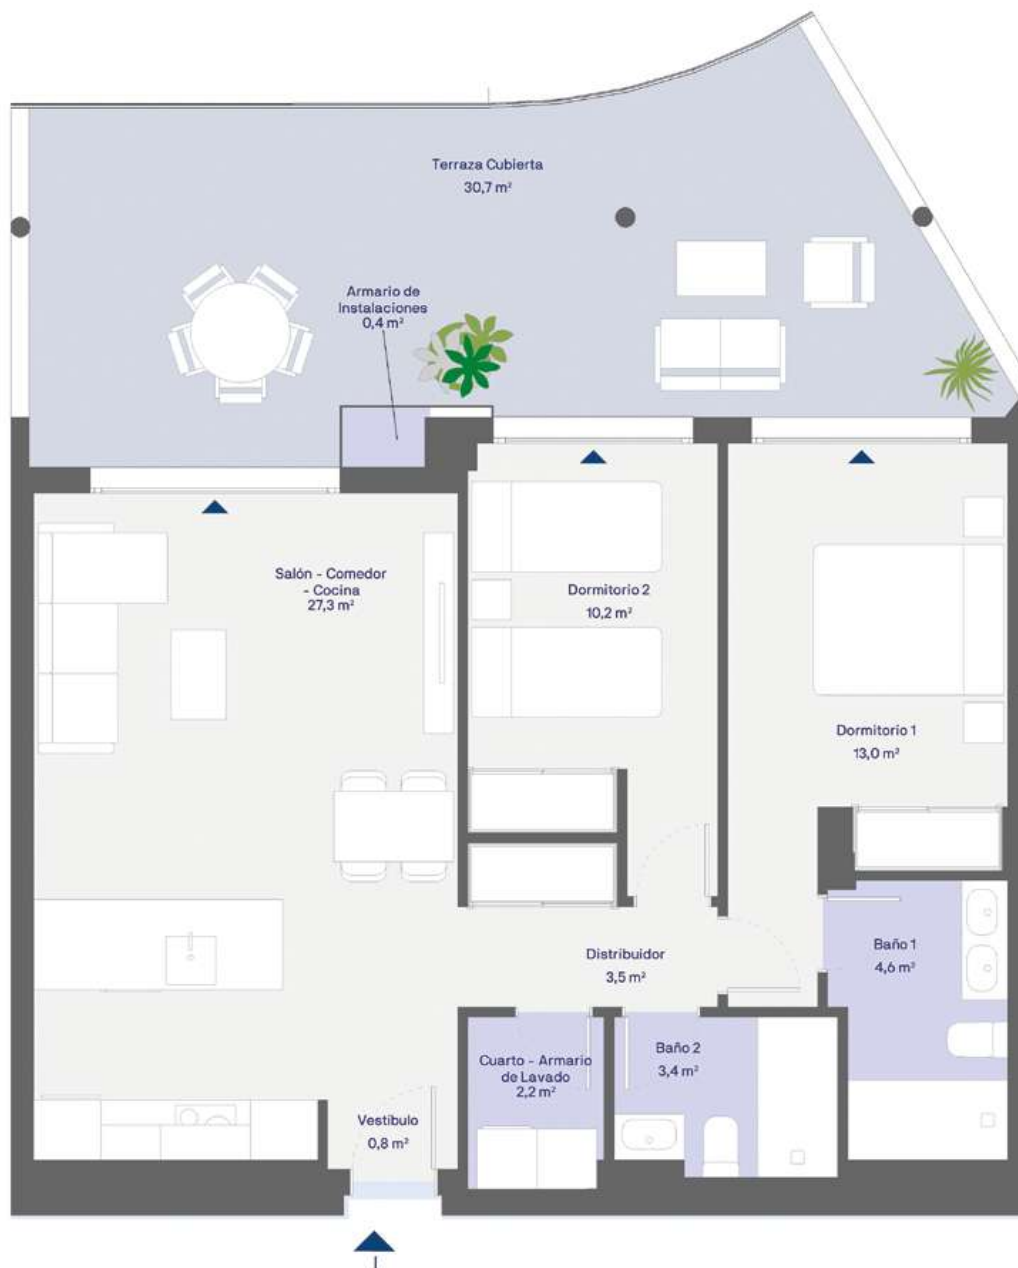 Terraza Cubierta
30,7 m²
Armario de
Instalaciones
0,4 m²
Salón - Comedor
- Cocina
27,3 m²
Dormitorio 2
10,2 m²
Dormitorio 1
13,0 m²
Distribuidor
3,5 m²
Baño 1
4,6 m²
Cuarto - Armario
de Lavado
2,2 m²
Baño 2
3,4 m²
Vestíbulo
0,8 m²